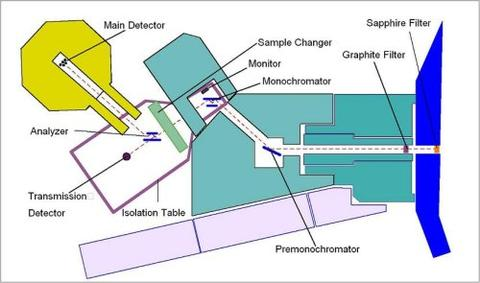 Main Detector
Sapphire Filter
Sample Changer
Graphite Filter
Monitor
Monochromator
Analyzer
Transmission
Detector
Isolation Table
Premonochromator